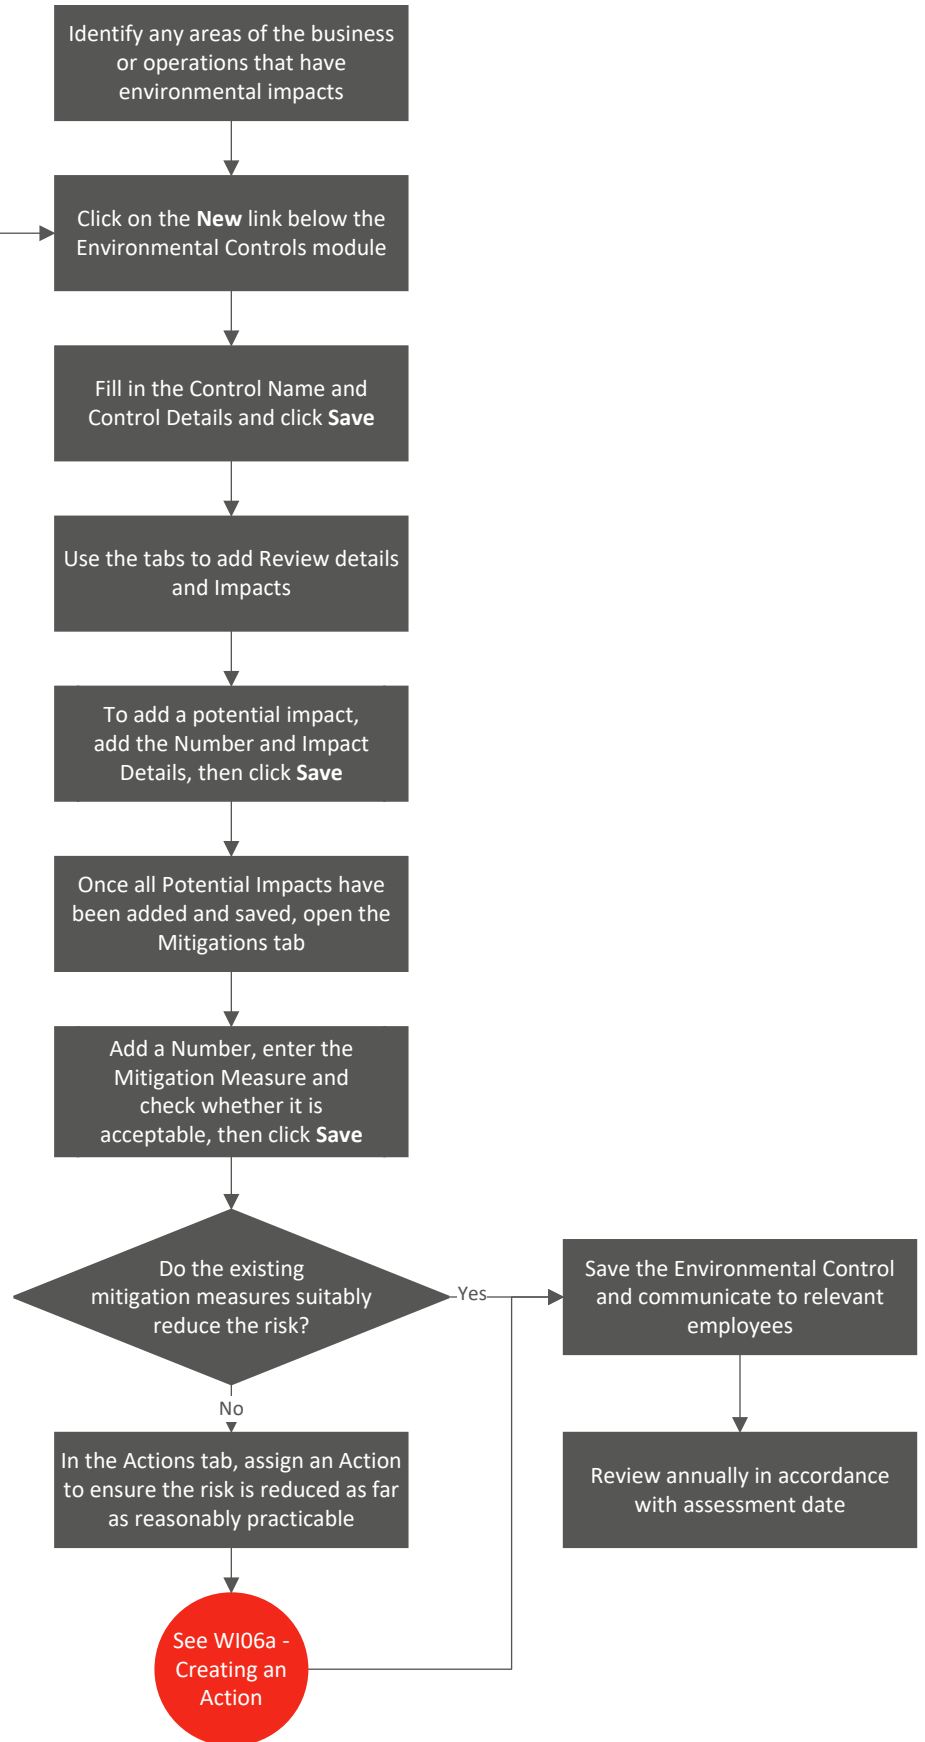 Identify any areas of the business
or operations that have
environmental impacts
Click on the New link below the
Environmental Controls module
Fill in the Control Name and
Control Details and click Save
Use the tabs to add Review details
and Impacts
To add a potential impact,
add the Number and Impact
Details, then click Save
Once all Potential Impacts have
been added and saved, open the
Mitigations tab
Add a Number, enter the
Mitigation Measure and
check whether it is
acceptable, then click Save
Do the existing
mitigation measures suitably
reduce the risk?
Yes
Save the Environmental Control
and communicate to relevant
employees
No
In the Actions tab, assign an Action
to ensure the risk is reduced as far
as reasonably practicable
Review annually in accordance
with assessment date
See WI06a -
Creating an
Action